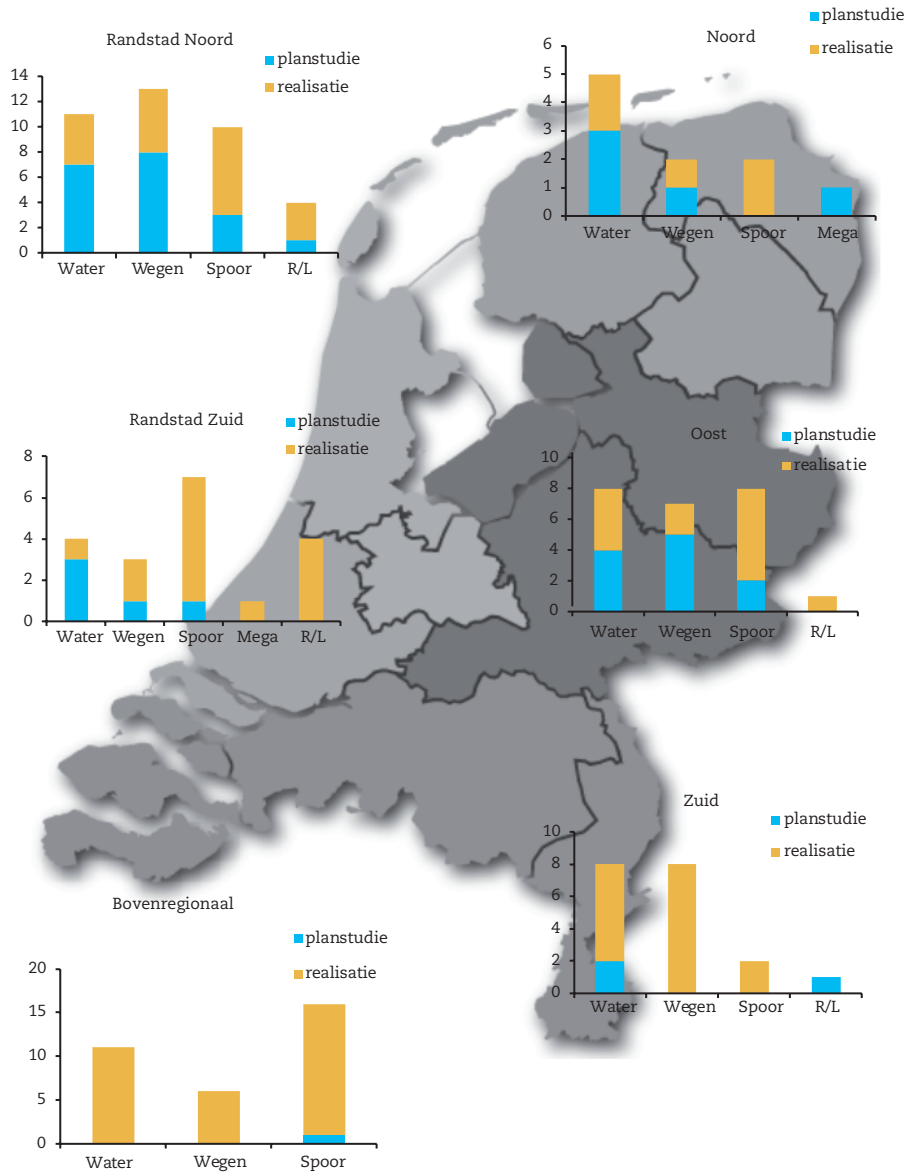 Randstad Noord
planstudie
realisatie
14
12
10
8
6
4
2
0
Water Wegen Spoor R/L
Noord
planstudie
realisatie
6
5
4
3
2
1
0
Water Wegen Spoor Mega
Randstad Zuid
planstudie
realisatie
8
6
4
2
0
Water Wegen Spoor Mega R/L
Oost
planstudie
realisatie
10
8
6
4
2
0
Water Wegen Spoor R/L
Zuid
planstudie
realisatie
10
8
6
4
2
0
Water Wegen Spoor R/L
Bovenregionaal
planstudie
realisatie
20
15
10
5
0
Water Wegen Spoor